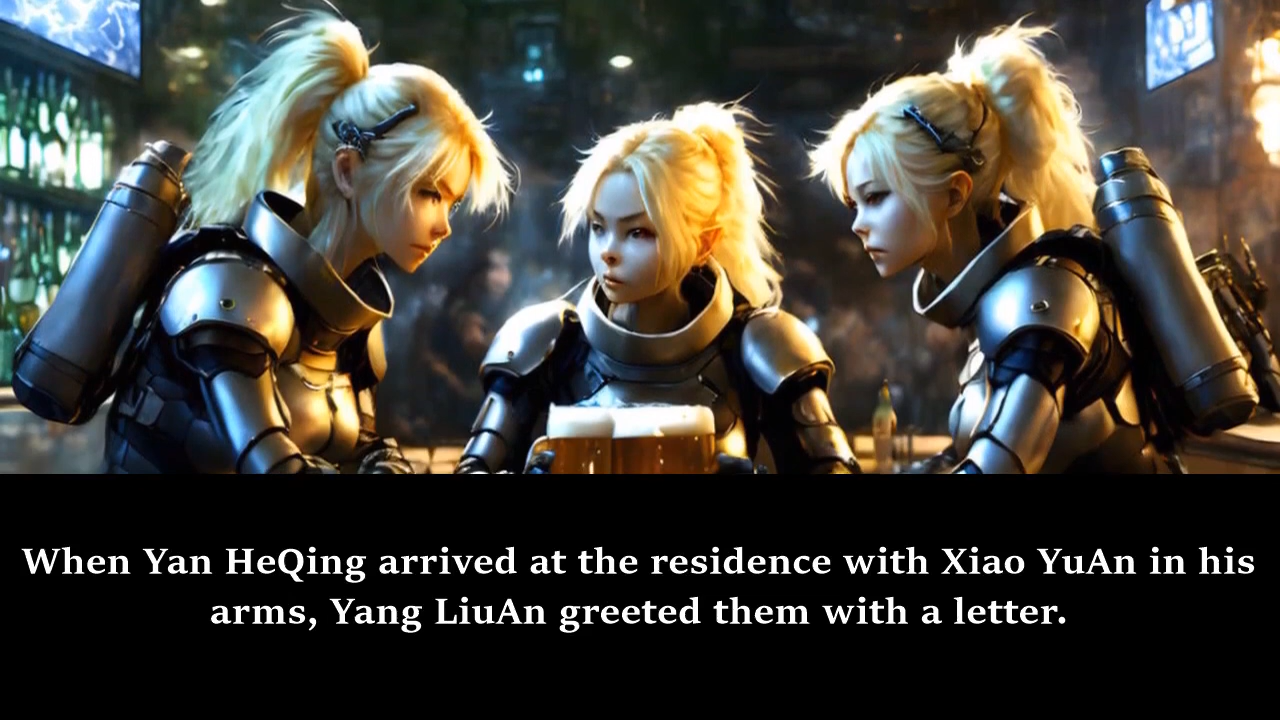 When Yan HeQing arrived at the residence with Xiao YuAn in his
arms, Yang LiuAn greeted them with a letter.